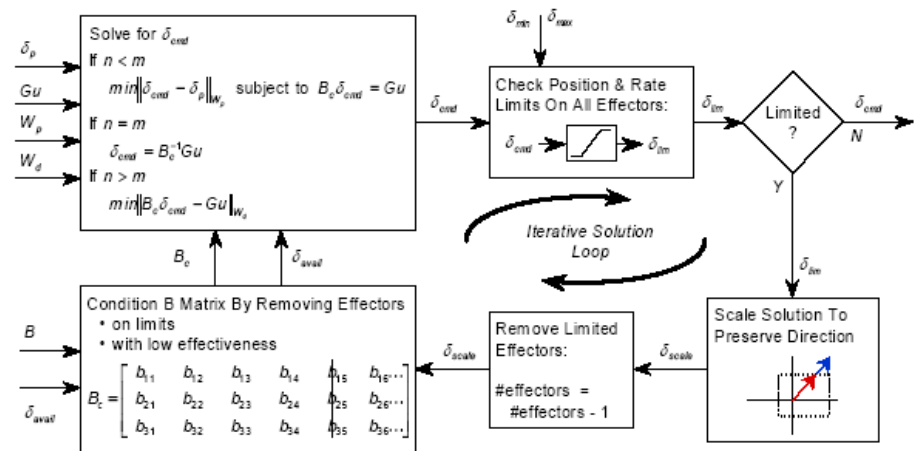 Solve for δcmd
If n < m
min‖δcmd − δp‖Wp subject to Bcδcmd = Gu
If n = m
δcmd = Bc⁻¹Gu
If n > m
min‖Bcδcmd − Gu‖Wd
δp
Gu
Wp
Wd
δcmd
δmin δmax
Check Position & Rate
Limits On All Effectors:
δcmd δlim
δlim
Limited
?
δcmd
N
Y
Iterative Solution
Loop
δlim
Bc
δavail
Condition B Matrix By Removing Effectors
• on limits
• with low effectiveness
Bc = [ b11 b12 b13 b14 b15 b16...
b21 b22 b23 b24 b25 b26...
b31 b32 b33 b34 b35 b36... ]
B
δavail
δscale
Remove Limited
Effectors:
#effectors =
#effectors - 1
δscale
Scale Solution To
Preserve Direction